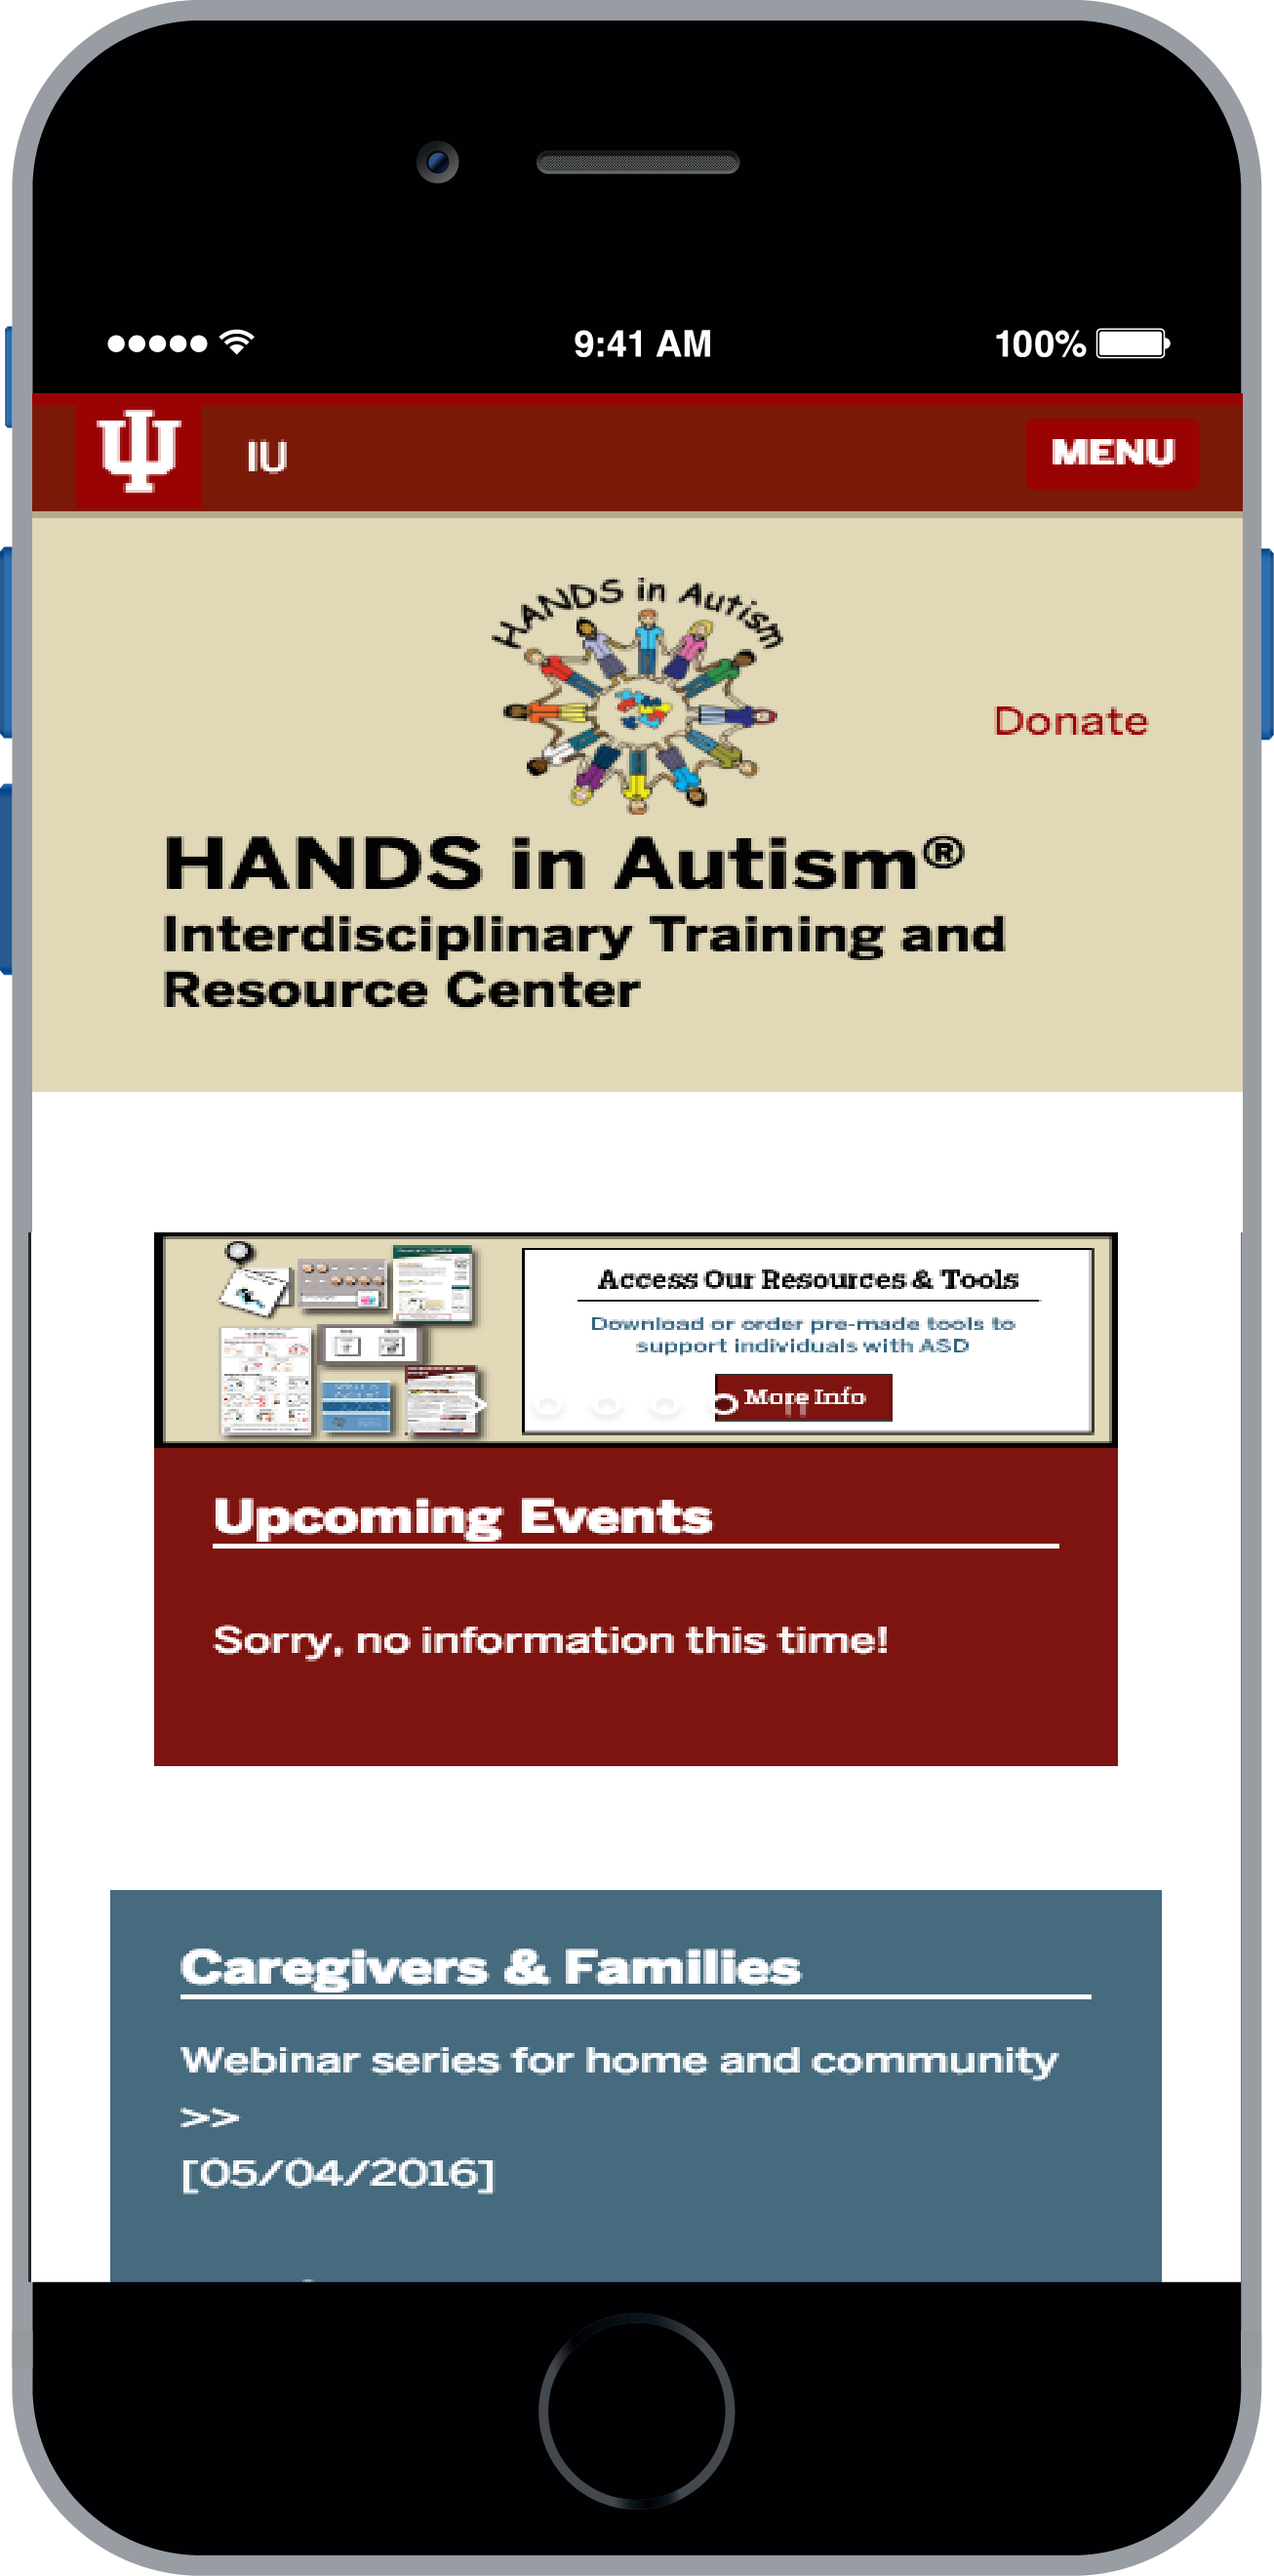 9:41 AM
100%
IU
MENU
HANDS in Autism
Donate
HANDS in Autism®
Interdisciplinary Training and
Resource Center
Access Our Resources & Tools
Download or order pre-made tools to
support individuals with ASD
More Info
Upcoming Events
Sorry, no information this time!
Caregivers & Families
Webinar series for home and community
>>
[05/04/2016]